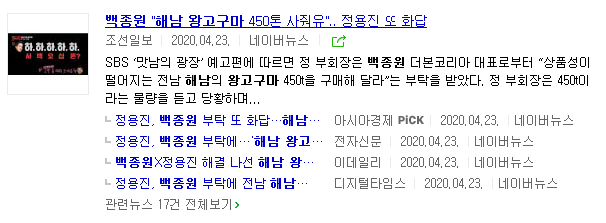 백종원 "해남 왕고구마 450톤 사줘유".. 정용진 또 화답
조선일보 | 2020.04.23. | 네이버뉴스
하.하.하.하.하.
SBS ‘맛남의 광장’ 예고편에 따르면 정 부회장은 백종원 더본코리아 대표로부터 “상품성이
떨어지는 전남 해남의 왕고구마 450t을 구매해 달라”는 부탁을 받았다. 정 부회장은 450t이
라는 물량을 듣고 당황하며...
정용진, 백종원 부탁 또 화답…해남… 아시아경제 PiCK | 2020.04.23. | 네이버뉴스
정용진, 백종원 부탁에…'해남 왕고… 전자신문 | 2020.04.23. | 네이버뉴스
백종원X정용진 해결 나선 해남 왕… 이데일리 | 2020.04.23. | 네이버뉴스
정용진, 백종원 부탁에 전남 해남… 디지털타임스 | 2020.04.23. | 네이버뉴스
관련뉴스 17건 전체보기